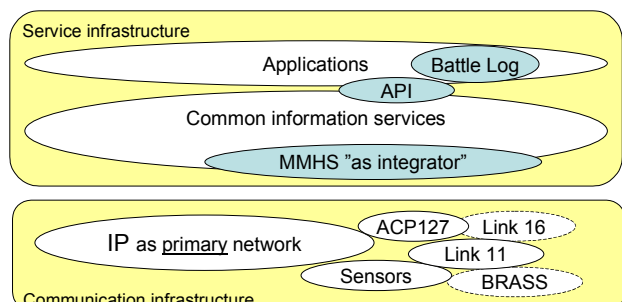 Service infrastructure
Applications
Battle Log
API
Common information services
MMHS ”as integrator”
IP as primary network
ACP127
Link 16
Link 11
Sensors
BRASS
Communication infrastructure